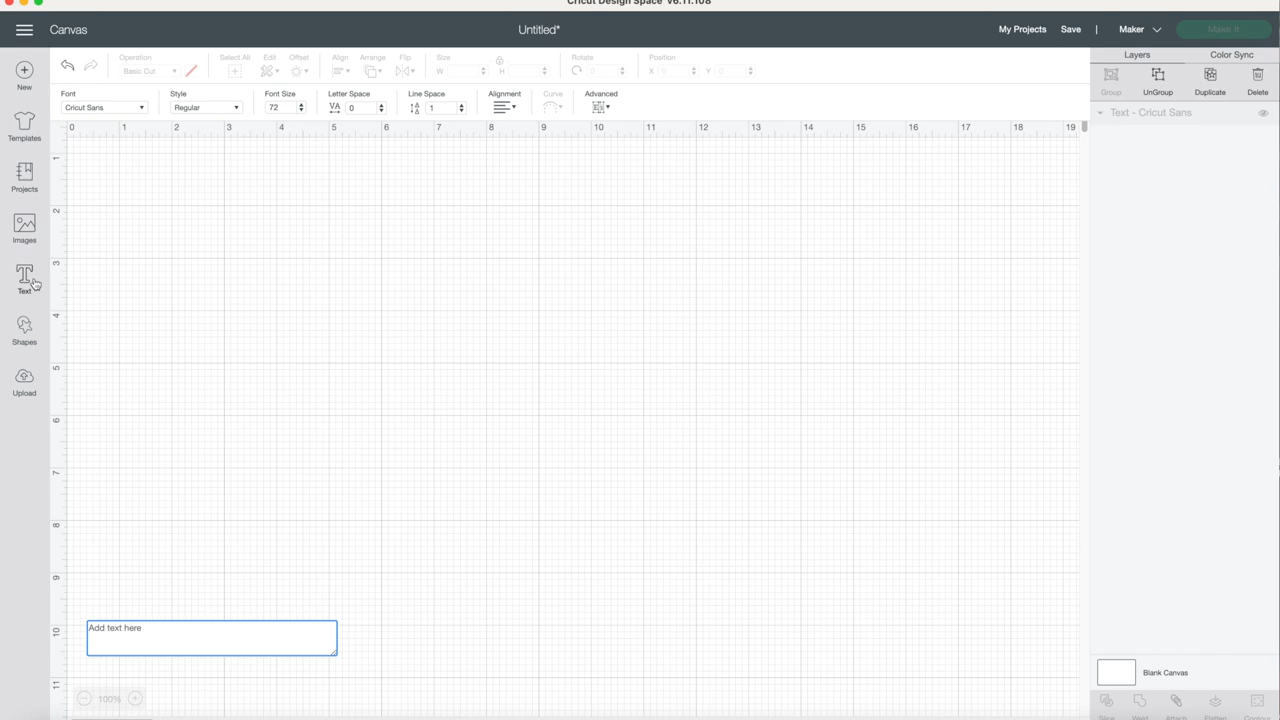 Cricut Design Space v6.11.108
Canvas
Untitled*
My Projects
Save
|
Maker
Make It
New
Templates
Projects
Images
Text
Shapes
Upload
Operation
Basic Cut
Select All
Edit
Offset
Align
Arrange
Flip
Size
W
H
Rotate
0
Position
X 0
Y 0
Font
Cricut Sans
Style
Regular
Font Size
72
Letter Space
VA 0
Line Space
1
Alignment
Curve
Advanced
0 1 2 3 4 5 6 7 8 9 10 11 12 13 14 15 16 17 18 19
1
2
3
4
5
6
7
8
9
10
11
Add text here
100%
Layers
Color Sync
Group
UnGroup
Duplicate
Delete
Text - Cricut Sans
Blank Canvas
Slice
Weld
Attach
Flatten
Contour